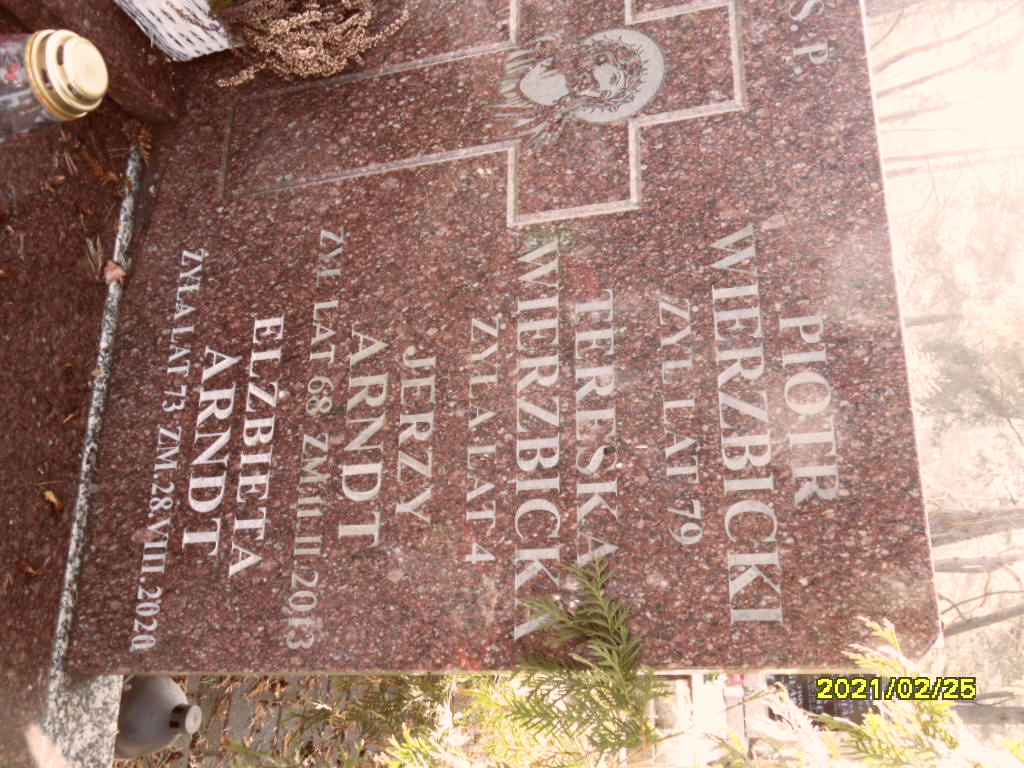 Ś.P.
PIOTR
WIERZBICKI
ŻYŁ LAT 79
TERESKA
WIERZBICKA
ŻYŁA LAT 4
JERZY
ARNDT
ŻYŁ LAT 68 ZM.11.II.2013
ELŻBIETA
ARNDT
ŻYŁA LAT 73 ZM.28.VIII.2020
2021/02/25